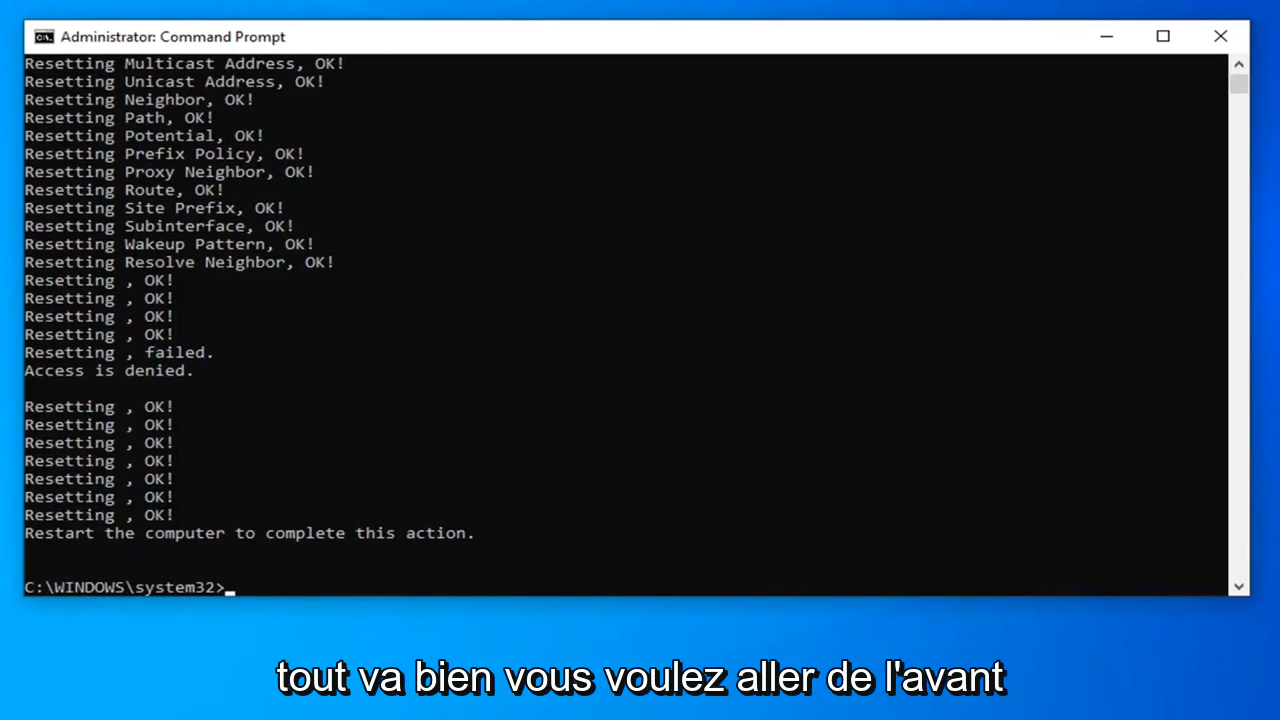 Administrator: Command Prompt
Resetting Multicast Address, OK!
Resetting Unicast Address, OK!
Resetting Neighbor, OK!
Resetting Path, OK!
Resetting Potential, OK!
Resetting Prefix Policy, OK!
Resetting Proxy Neighbor, OK!
Resetting Route, OK!
Resetting Site Prefix, OK!
Resetting Subinterface, OK!
Resetting Wakeup Pattern, OK!
Resetting Resolve Neighbor, OK!
Resetting , OK!
Resetting , OK!
Resetting , OK!
Resetting , OK!
Resetting , failed.
Access is denied.
Resetting , OK!
Resetting , OK!
Resetting , OK!
Resetting , OK!
Resetting , OK!
Resetting , OK!
Resetting , OK!
Restart the computer to complete this action.
C:\WINDOWS\system32>
tout va bien vous voulez aller de l'avant